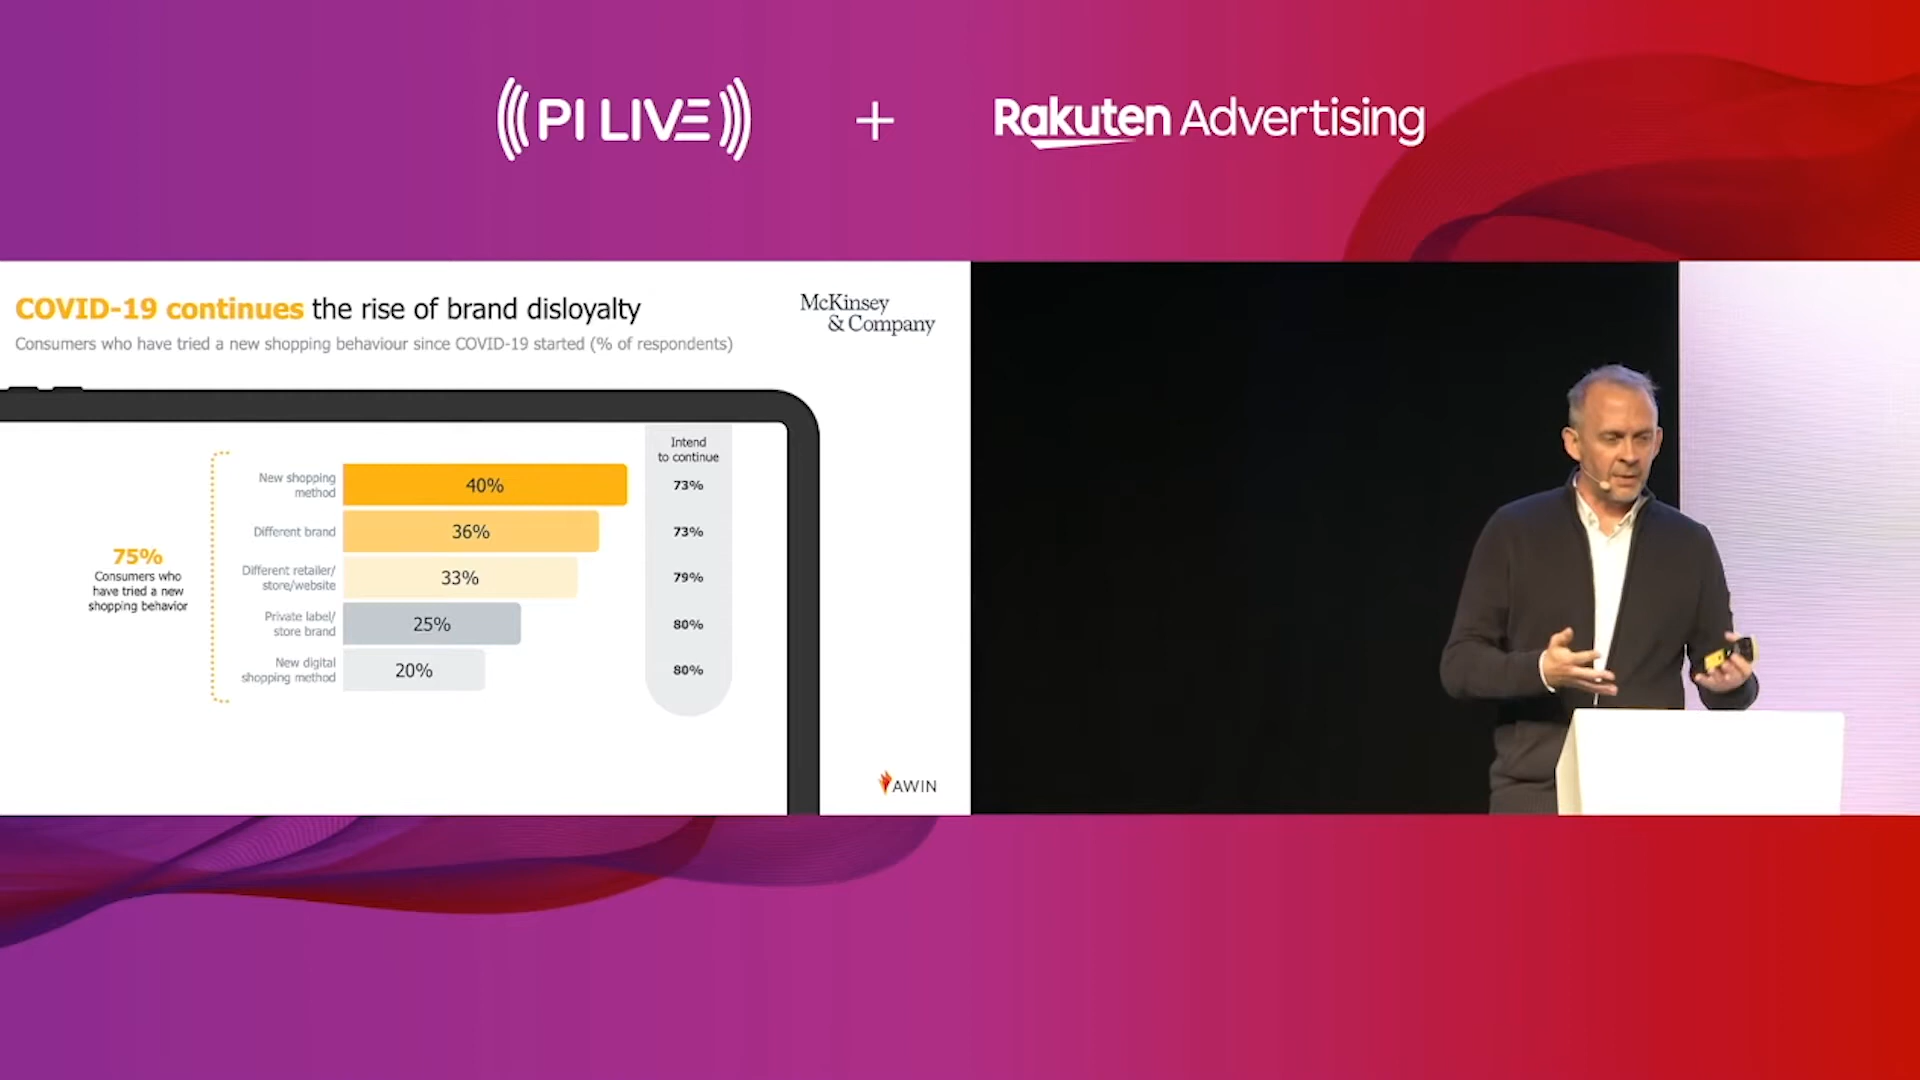 PI LIVE
+
Rakuten Advertising
COVID-19 continues the rise of brand disloyalty
Consumers who have tried a new shopping behaviour since COVID-19 started (% of respondents)
McKinsey
& Company
75%
Consumers who
have tried a new
shopping behavior
Intend
to continue
New shopping
method
40%
73%
Different brand
36%
73%
Different retailer/
store/website
33%
79%
Private label/
store brand
25%
80%
New digital
shopping method
20%
80%
AWIN